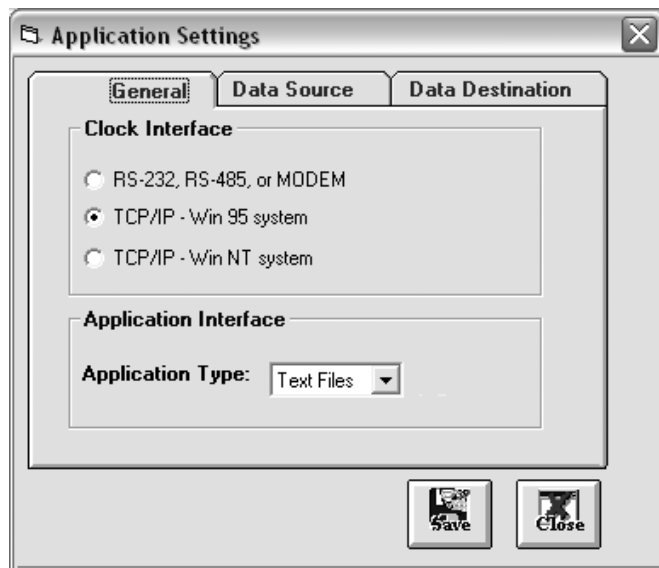 Application Settings
General
Data Source
Data Destination
Clock Interface
RS-232, RS-485, or MODEM
TCP/IP - Win 95 system
TCP/IP - Win NT system
Application Interface
Application Type:
Text Files
Save
Close